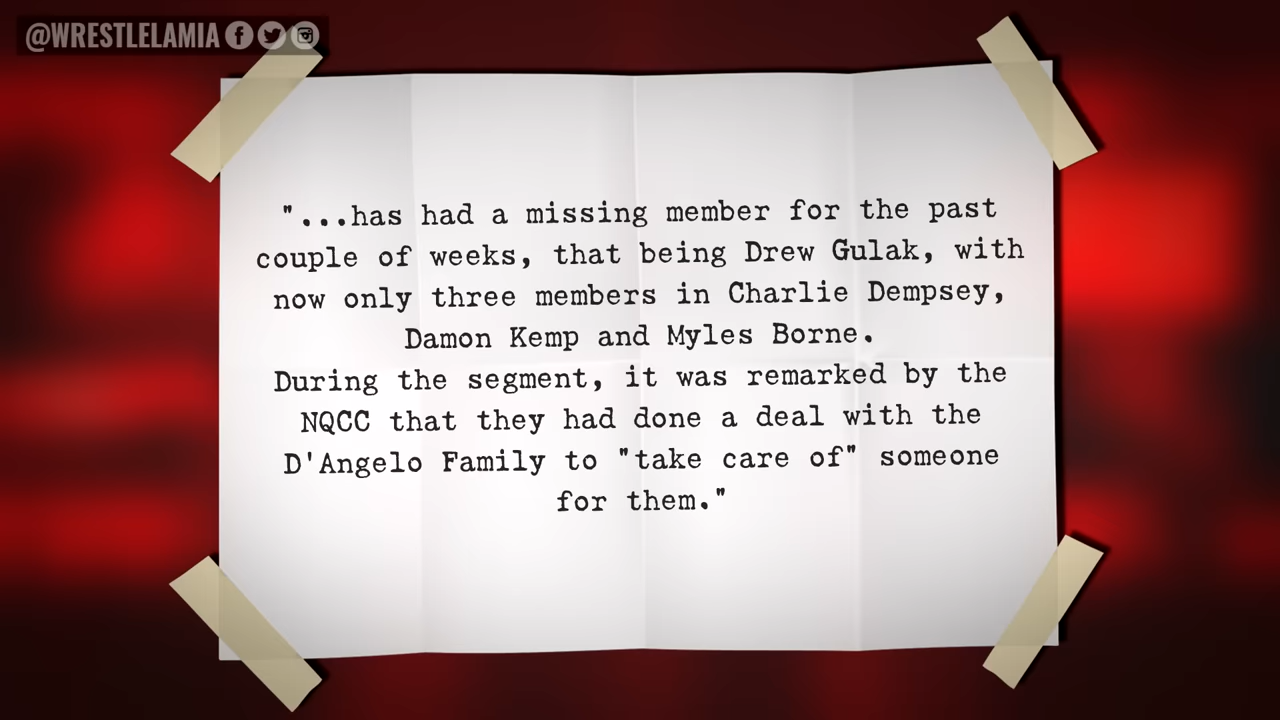 @WRESTLELAMIA
"...has had a missing member for the past
couple of weeks, that being Drew Gulak, with
now only three members in Charlie Dempsey,
Damon Kemp and Myles Borne.
During the segment, it was remarked by the
NQCC that they had done a deal with the
D'Angelo Family to "take care of" someone
for them."